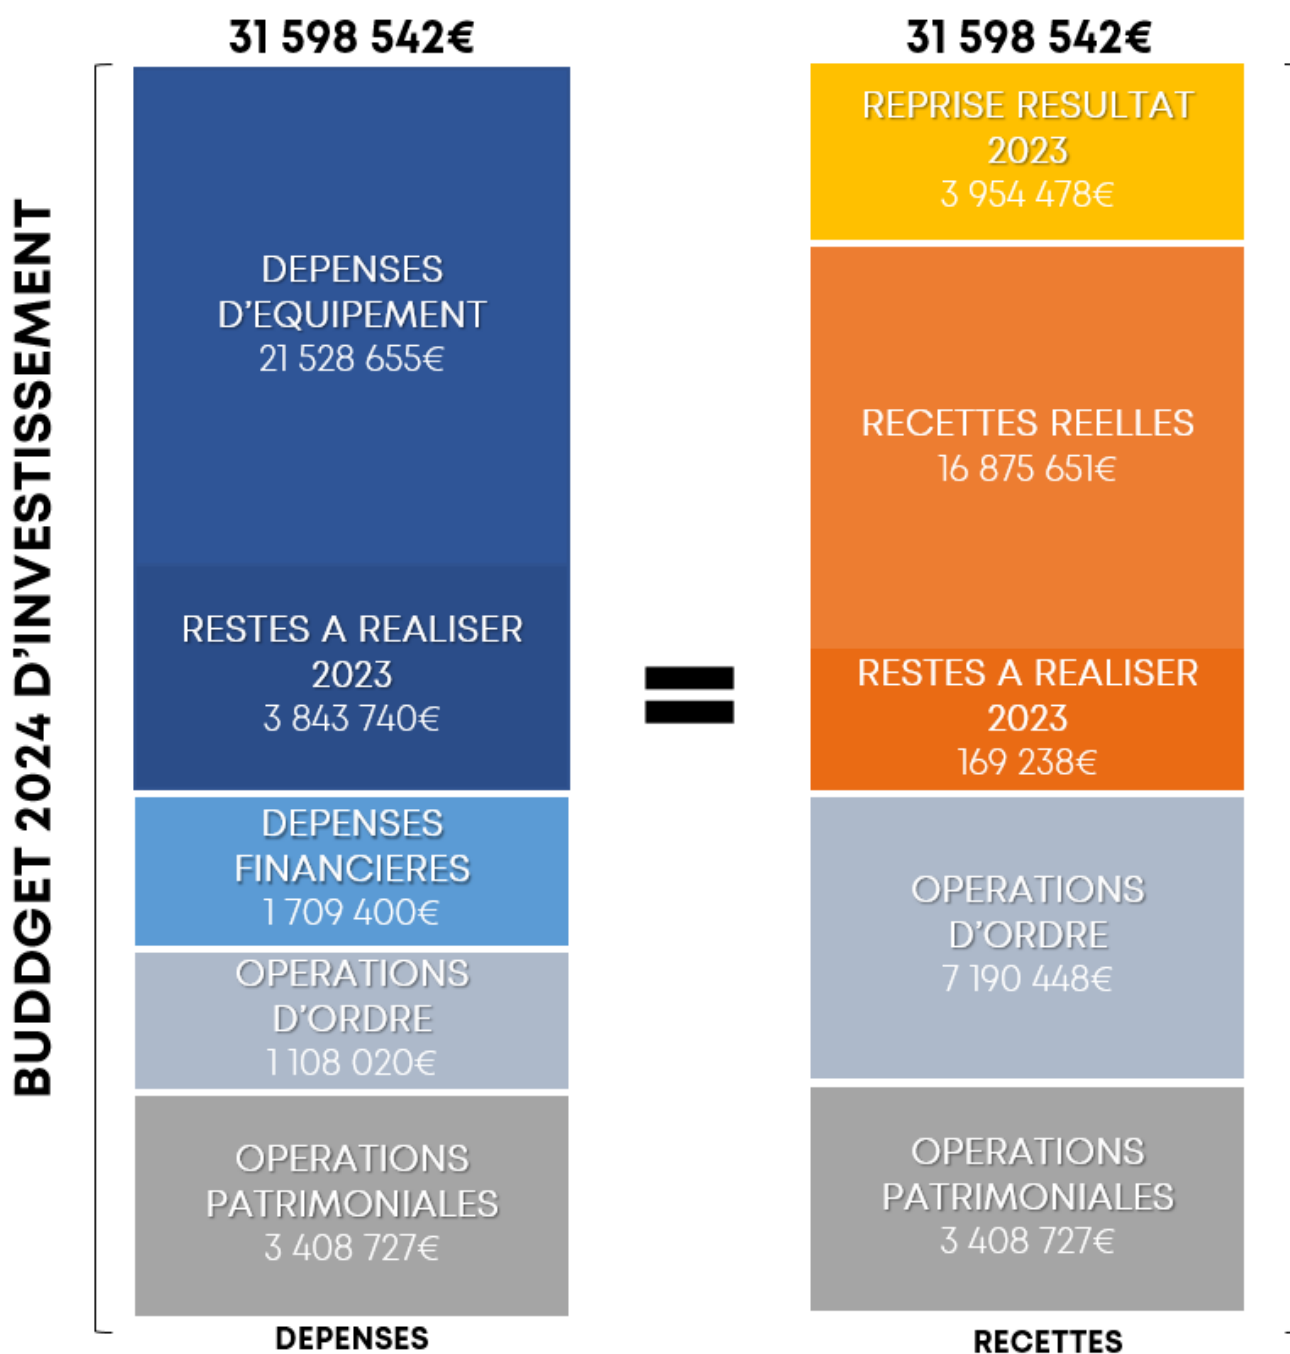 BUDDGET 2024 D'INVESTISSEMENT
31 598 542€
DEPENSES
D'EQUIPEMENT
21 528 655€
RESTES A REALISER
2023
3 843 740€
DEPENSES
FINANCIERES
1 709 400€
OPERATIONS
D'ORDRE
1 108 020€
OPERATIONS
PATRIMONIALES
3 408 727€
DEPENSES
=
31 598 542€
REPRISE RESULTAT
2023
3 954 478€
RECETTES REELLES
16 875 651€
RESTES A REALISER
2023
169 238€
OPERATIONS
D'ORDRE
7 190 448€
OPERATIONS
PATRIMONIALES
3 408 727€
RECETTES